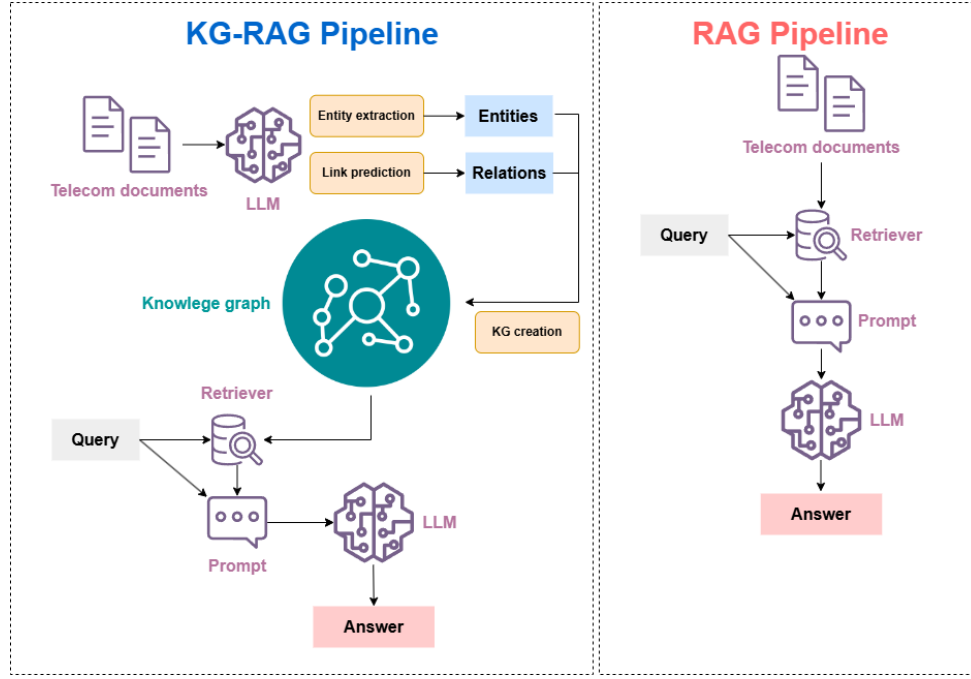 KG-RAG Pipeline
Telecom documents
LLM
Entity extraction
Entities
Link prediction
Relations
Knowlege graph
KG creation
Retriever
Query
Prompt
LLM
Answer
RAG Pipeline
Telecom documents
Query
Retriever
Prompt
LLM
Answer